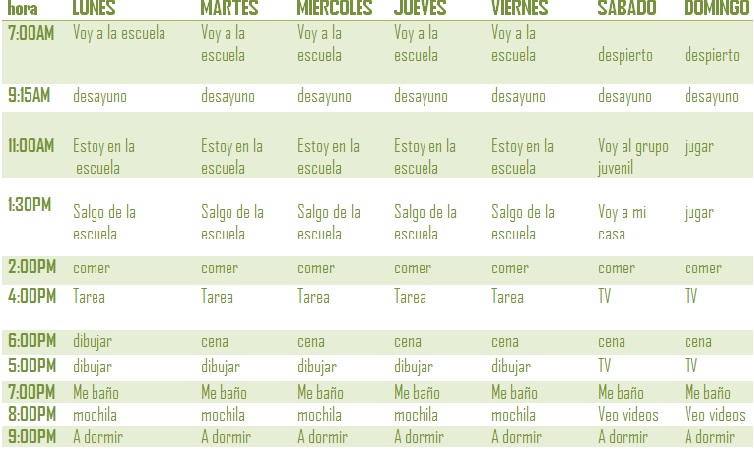 hora LUNES MARTES MIERCOLES JUEVES VIERNES SABADO DOMINGO
7:00AM Voy a la escuela Voy a la Voy a la Voy a la Voy a la
escuela escuela escuela escuela despierto despierto
9:15AM desayuno desayuno desayuno desayuno desayuno desayuno desayuno
11:00AM Estoy en la Estoy en la Estoy en la Estoy en la Estoy en la Voy al grupo jugar
escuela escuela escuela escuela escuela juvenil
1:30PM Salgo de la Salgo de la Salgo de la Salgo de la Salgo de la Voy a mi jugar
escuela escuela escuela escuela escuela casa
2:00PM comer comer comer comer comer comer comer
4:00PM Tarea Tarea Tarea Tarea Tarea TV TV
6:00PM dibujar cena cena cena cena cena cena
5:00PM dibujar dibujar dibujar dibujar dibujar TV TV
7:00PM Me baño Me baño Me baño Me baño Me baño Me baño Me baño
8:00PM mochila mochila mochila mochila mochila Veo videos Veo videos
9:00PM A dormir A dormir A dormir A dormir A dormir A dormir A dormir